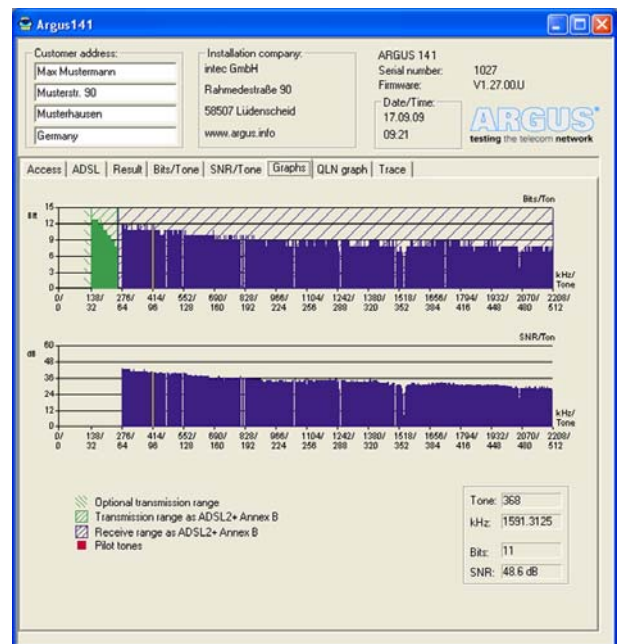 Argus141
Customer address:
Max Mustermann
Musterstr. 90
Musterhausen
Germany
Installation company:
intec GmbH
Rahmedestraße 90
58507 Lüdenscheid
www.argus.info
ARGUS 141
Serial number: 1027
Firmware: V1.27.00.U
Date/Time:
17.09.09
09:21
ARGUS
testing the telecom network
Access ADSL Result Bits/Tone SNR/Tone Graphs QLN graph Trace
Bits/Ton
Bit
15
12
9
6
3
0
kHz/
Tone
0/ 138/ 276/ 414/ 552/ 690/ 828/ 966/ 1104/ 1242/ 1380/ 1518/ 1656/ 1794/ 1932/ 2070/ 2208/
0 32 64 96 128 160 192 224 256 288 320 352 384 416 448 480 512
SNR/Ton
dB
60
48
36
24
12
0
kHz/
Tone
0/ 138/ 276/ 414/ 552/ 690/ 828/ 966/ 1104/ 1242/ 1380/ 1518/ 1656/ 1794/ 1932/ 2070/ 2208/
0 32 64 96 128 160 192 224 256 288 320 352 384 416 448 480 512
Optional transmission range
Transmission range as ADSL2+ Annex B
Receive range as ADSL2+ Annex B
Pilot tones
Tone: 368
kHz: 1591.3125
Bits: 11
SNR: 48.6 dB